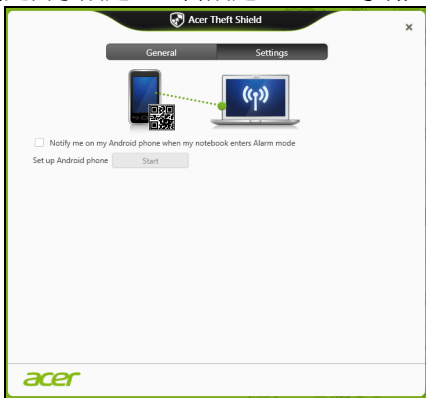 Acer Theft Shield
General
Settings
Notify me on my Android phone when my notebook enters Alarm mode
Set up Android phone
Start
acer